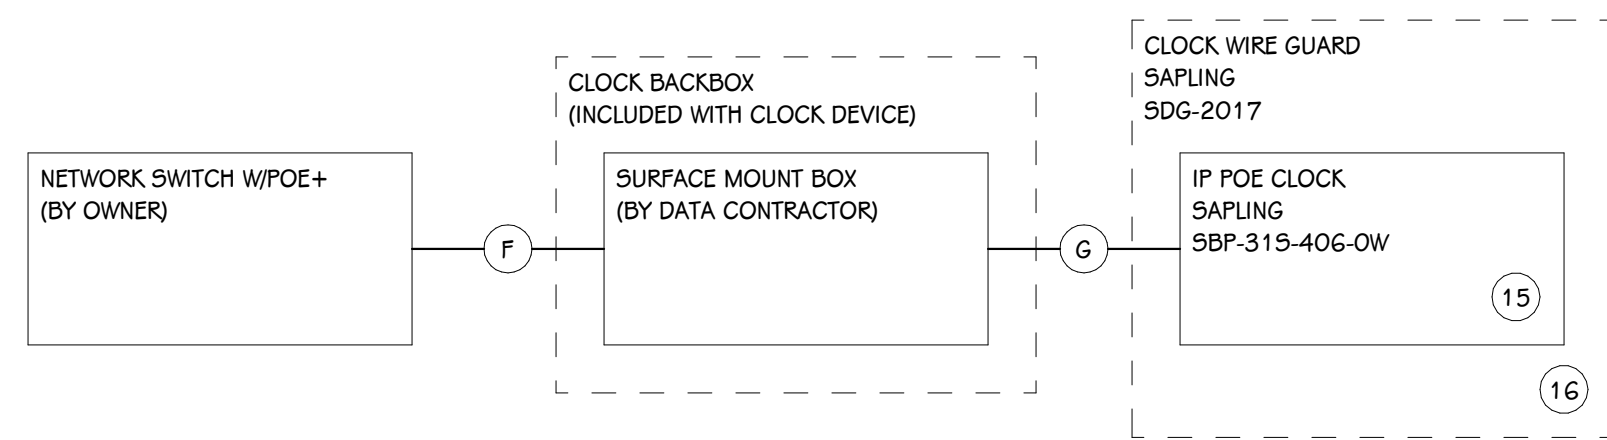 NETWORK SWITCH W/POE+
(BY OWNER)
F
CLOCK BACKBOX
(INCLUDED WITH CLOCK DEVICE)
SURFACE MOUNT BOX
(BY DATA CONTRACTOR)
G
CLOCK WIRE GUARD
SAPLING
SDG-2017
IP POE CLOCK
SAPLING
SBP-31S-406-0W
15
16